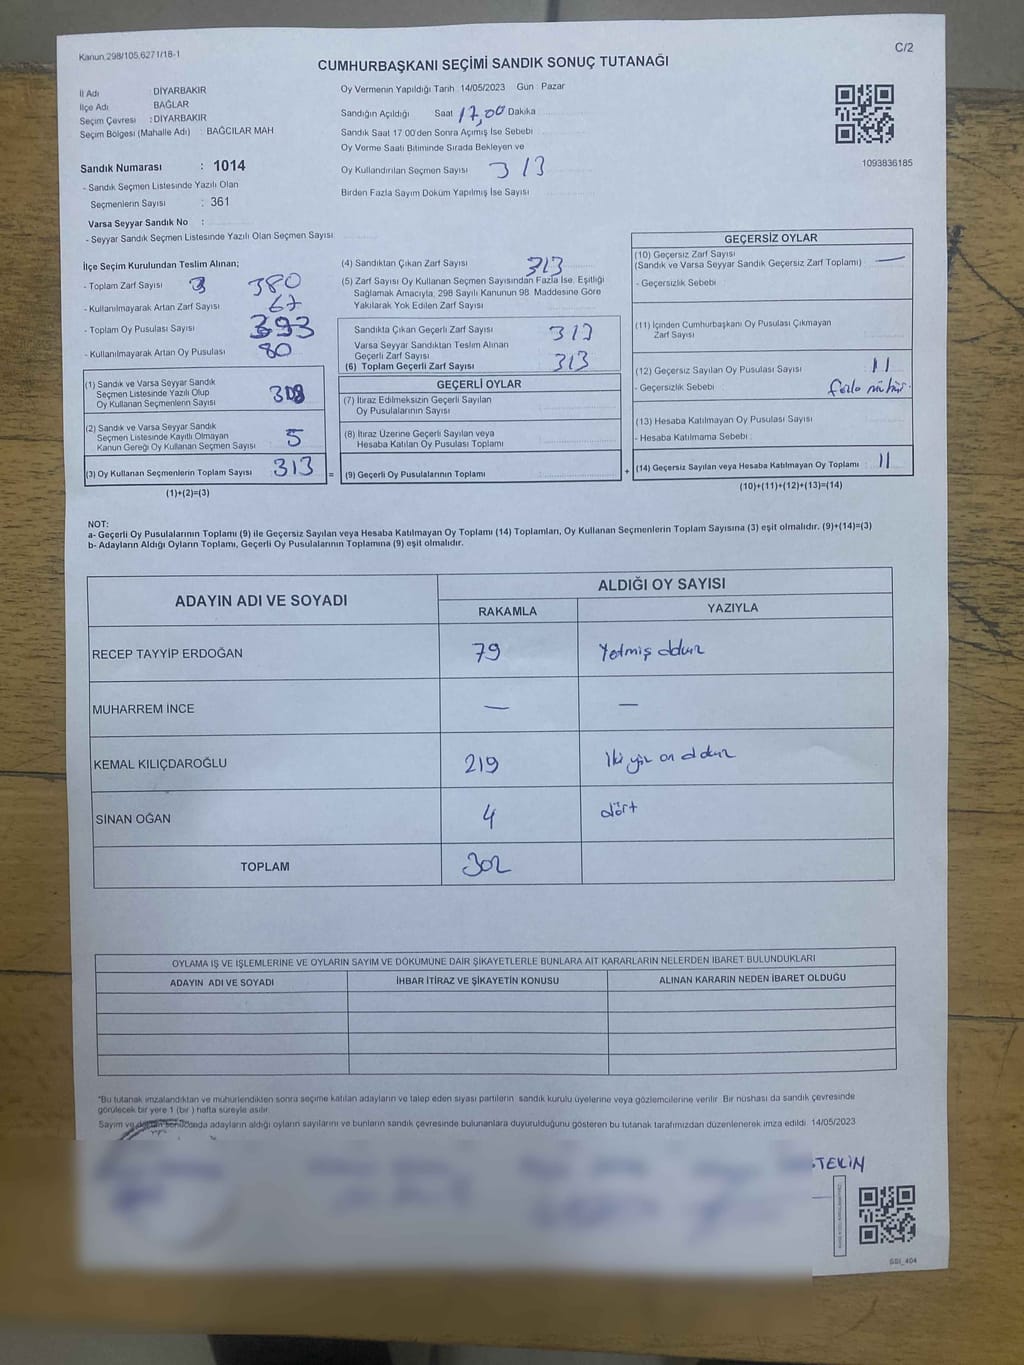 Kanun 298/105,6271/18-1
C/2
CUMHURBAŞKANI SEÇİMİ SANDIK SONUÇ TUTANAĞI
İl Adı : DİYARBAKIR
İlçe Adı BAĞLAR
Seçim Çevresi : DİYARBAKIR
Seçim Bölgesi (Mahalle Adı) : BAĞCILAR MAH
Oy Vermenin Yapıldığı Tarih : 14/05/2023 Gün : Pazar
Sandığın Açıldığı Saat 17,00 Dakika
Sandık Saat 17 00'den Sonra Açımış İse Sebebi
Oy Verme Saati Bitiminde Sırada Bekleyen ve
Oy Kullandırılan Seçmen Sayısı 313
Birden Fazla Sayım Döküm Yapılmış İse Sayısı
1093836185
Sandık Numarası : 1014
- Sandık Seçmen Listesinde Yazılı Olan
Seçmenlerin Sayısı : 361
Varsa Seyyar Sandık No :
- Seyyar Sandık Seçmen Listesinde Yazılı Olan Seçmen Sayısı
İlçe Seçim Kurulundan Teslim Alınan;
- Toplam Zarf Sayısı 380
- Kullanılmayarak Artan Zarf Sayısı 67
- Toplam Oy Pusulası Sayısı 393
- Kullanılmayarak Artan Oy Pusulası 80
(1) Sandık ve Varsa Seyyar Sandık
Seçmen Listesinde Yazılı Olup
Oy Kullanan Seçmenlerin Sayısı 308
(2) Sandık ve Varsa Seyyar Sandık
Seçmen Listesinde Kayıtlı Olmayan
Kanun Gereği Oy Kullanan Seçmen Sayısı 5
(3) Oy Kullanan Seçmenlerin Toplam Sayısı 313 =
(1)+(2)=(3)
(4) Sandıktan Çıkan Zarf Sayısı 313
(5) Zarf Sayısı Oy Kullanan Seçmen Sayısından Fazla İse, Eşitliği
Sağlamak Amacıyla, 298 Sayılı Kanunun 98. Maddesine Göre
Yakılarak Yok Edilen Zarf Sayısı
Sandıkta Çıkan Geçerli Zarf Sayısı 313
Varsa Seyyar Sandıktan Teslim Alınan
Geçerli Zarf Sayısı
(6) Toplam Geçerli Zarf Sayısı 313
GEÇERLİ OYLAR
(7) İtiraz Edilmeksizin Geçerli Sayılan
Oy Pusulalarının Sayısı
(8) İtiraz Üzerine Geçerli Sayılan veya
Hesaba Katılan Oy Pusulası Toplamı
(9) Geçerli Oy Pusulalarının Toplamı
+
GEÇERSİZ OYLAR
(10) Geçersiz Zarf Sayısı
(Sandık ve Varsa Seyyar Sandık Geçersiz Zarf Toplamı) —
- Geçersizlik Sebebi
(11) İçinden Cumhurbaşkanı Oy Pusulası Çıkmayan
Zarf Sayısı
(12) Geçersiz Sayılan Oy Pusulası Sayısı 11
- Geçersizlik Sebebi : fazla mühür.
(13) Hesaba Katılmayan Oy Pusulası Sayısı
- Hesaba Katılmama Sebebi :
(14) Geçersiz Sayılan veya Hesaba Katılmayan Oy Toplamı : 11
(10)+(11)+(12)+(13)=(14)
NOT:
a- Geçerli Oy Pusulalarının Toplamı (9) ile Geçersiz Sayılan veya Hesaba Katılmayan Oy Toplamı (14) Toplamları, Oy Kullanan Seçmenlerin Toplam Sayısına (3) eşit olmalıdır. (9)+(14)=(3)
b- Adayların Aldığı Oyların Toplamı, Geçerli Oy Pusulalarının Toplamına (9) eşit olmalıdır.
ADAYIN ADI VE SOYADI
ALDIĞI OY SAYISI
RAKAMLA YAZIYLA
RECEP TAYYİP ERDOĞAN 79 Yetmiş dokuz
MUHARREM İNCE — —
KEMAL KILIÇDAROĞLU 219 İki yüz on dokuz
SİNAN OĞAN 4 dört
TOPLAM 302
OYLAMA İŞ VE İŞLEMLERİNE VE OYLARIN SAYIM VE DÖKÜMÜNE DAİR ŞİKAYETLERLE BUNLARA AİT KARARLARIN NELERDEN İBARET BULUNDUKLARI
ADAYIN ADI VE SOYADI İHBAR İTİRAZ VE ŞİKAYETİN KONUSU ALINAN KARARIN NEDEN İBARET OLDUĞU
*Bu tutanak imzalandıktan ve mühürlendikten sonra seçime katılan adayların ve talep eden siyasi partilerin sandık kurulu üyelerine veya gözlemcilerine verilir. Bir nüshası da sandık çevresinde
görülecek bir yere 1 (bir) hafta süreyle asılır.
Sayım ve döküm sonucunda adayların aldığı oyların sayılarını ve bunların sandık çevresinde bulunanlara duyurulduğunu gösteren bu tutanak tarafımızdan düzenlenerek imza edildi. 14/05/2023
TEKİN
SSI_404